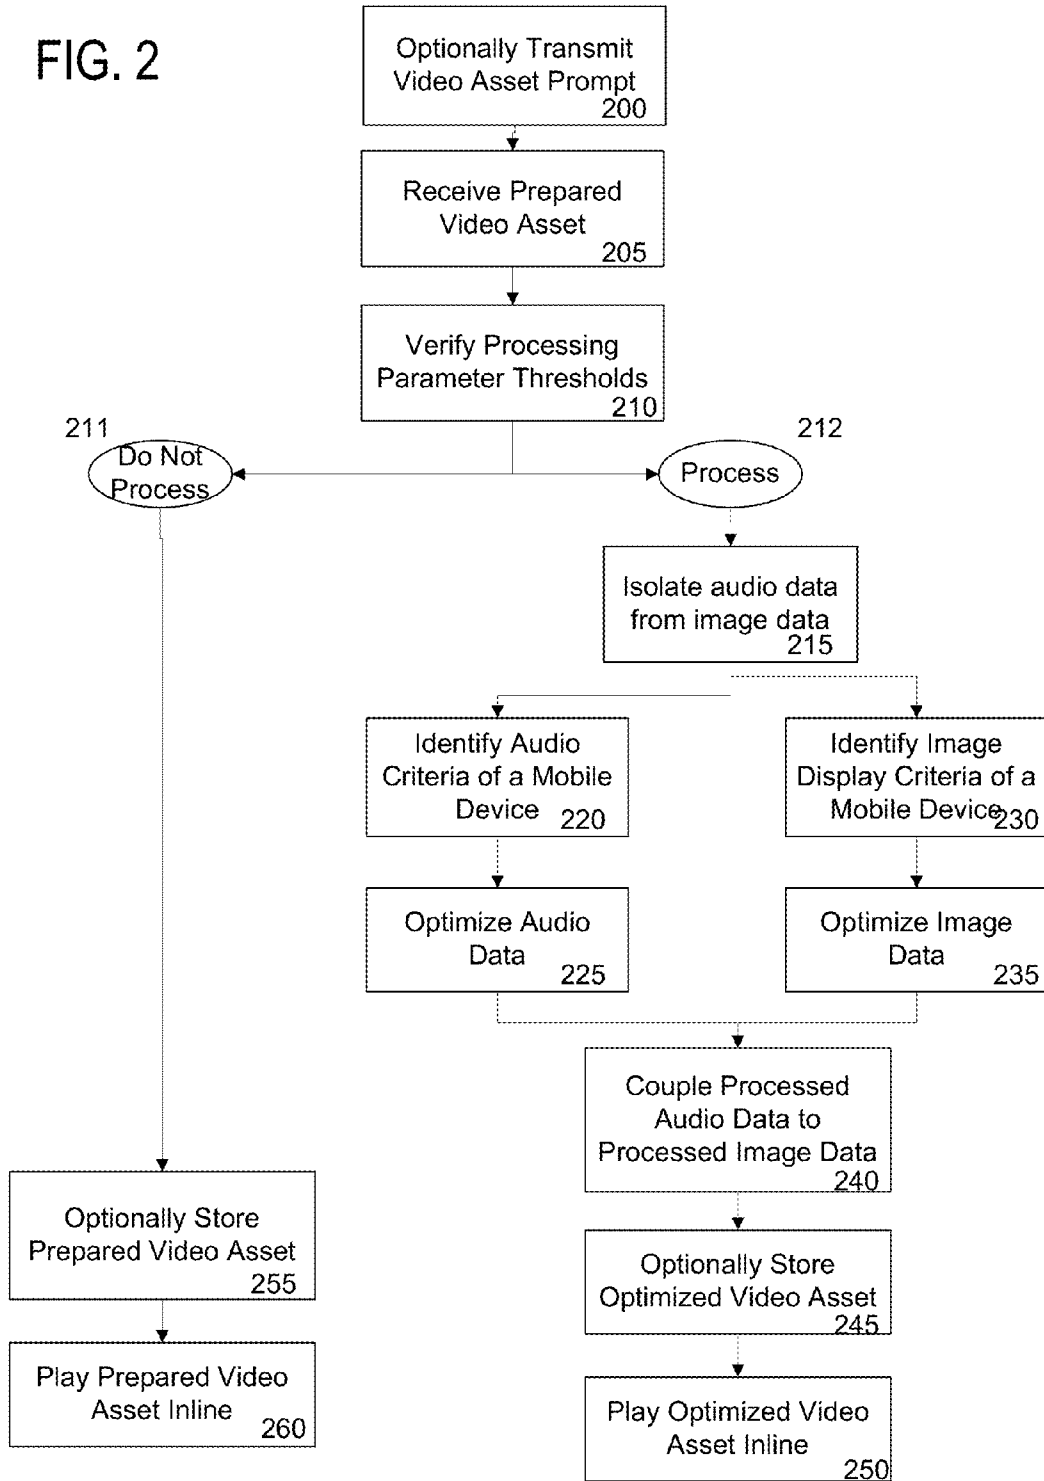 FIG. 2
Optionally Transmit
Video Asset Prompt
200
Receive Prepared
Video Asset
205
Verify Processing
Parameter Thresholds
210
211
Do Not
Process
212
Process
Isolate audio data
from image data
215
Identify Audio
Criteria of a Mobile
Device
220
Identify Image
Display Criteria of a
Mobile Device
230
Optimize Audio
Data
225
Optimize Image
Data
235
Couple Processed
Audio Data to
Processed Image Data
240
Optionally Store
Prepared Video Asset
255
Optionally Store
Optimized Video Asset
245
Play Prepared Video
Asset Inline
260
Play Optimized Video
Asset Inline
250